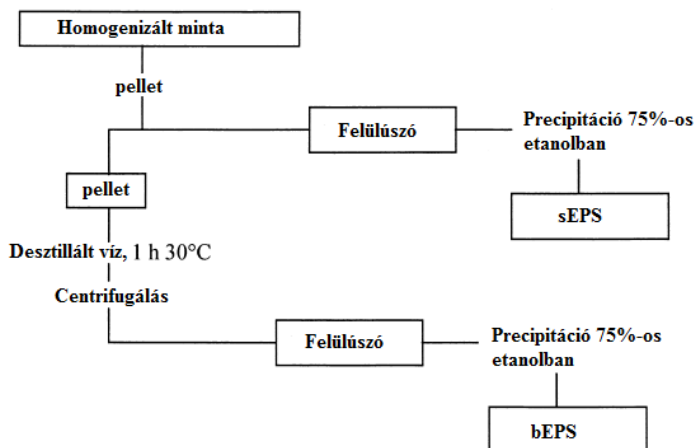 Homogenizált minta
pellet
Felülúszó
Precipitáció 75%-os
etanolban
pellet
sEPS
Desztillált víz, 1 h 30°C
Centrifugálás
Felülúszó
Precipitáció 75%-os
etanolban
bEPS